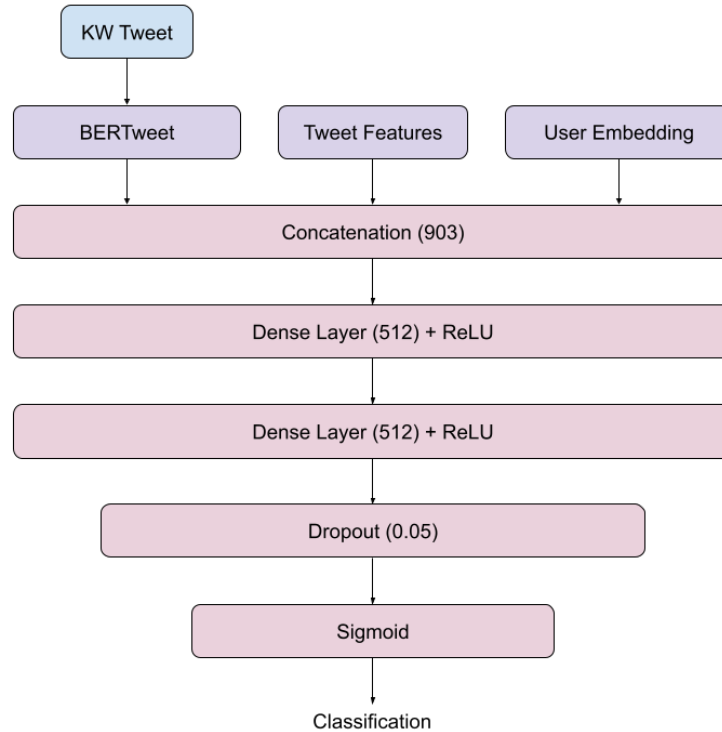 KW Tweet
BERTweet
Tweet Features
User Embedding
Concatenation (903)
Dense Layer (512) + ReLU
Dense Layer (512) + ReLU
Dropout (0.05)
Sigmoid
Classification